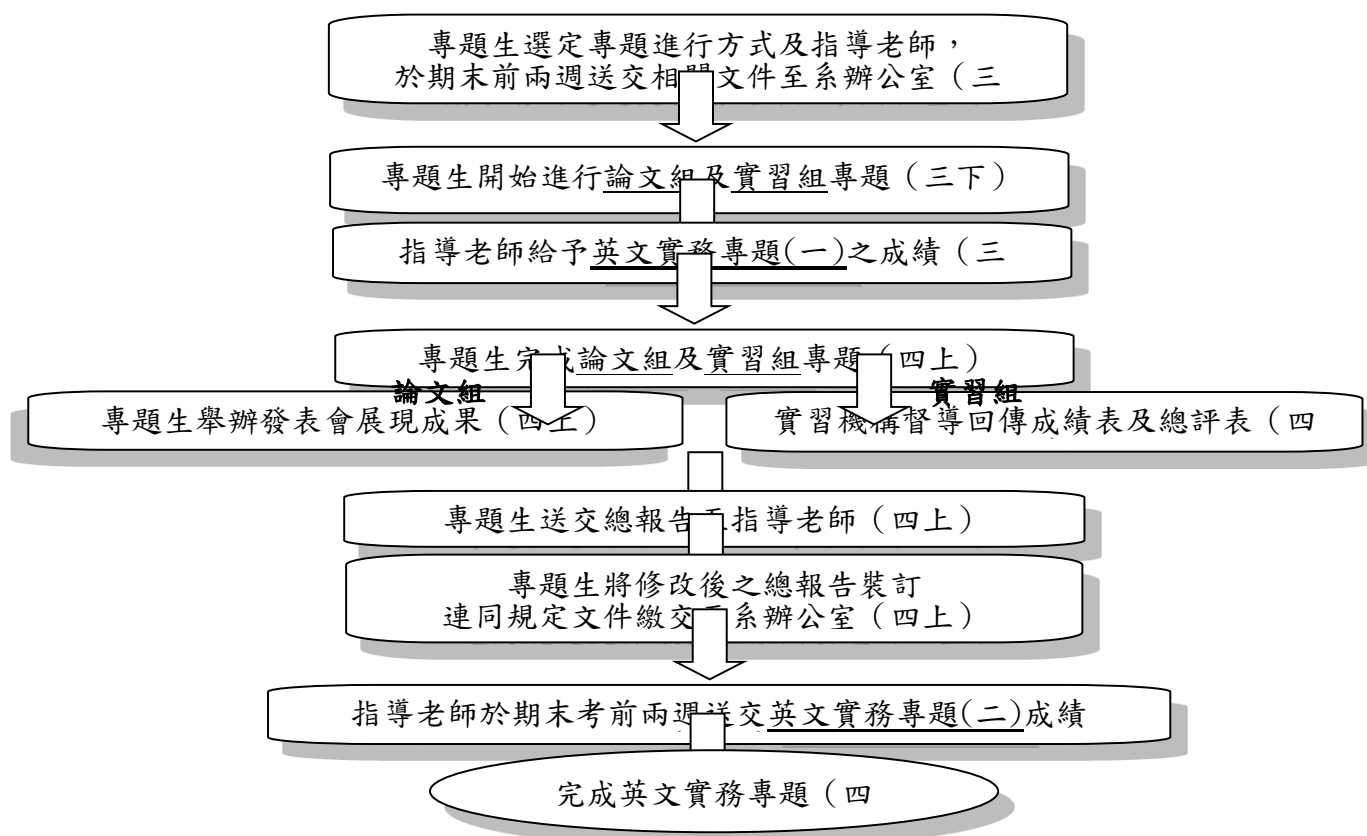 專題生選定專題進行方式及指導老師，
於期末前兩週送交相關文件至系辦公室（三
專題生開始進行論文組及實習組專題（三下）
指導老師給予英文實務專題(一)之成績（三
專題生完成論文組及實習組專題（四上）
論文組
實習組
專題生舉辦發表會展現成果（四上）
實習機構督導回傳成績表及總評表（四
專題生送交總報告至指導老師（四上）
專題生將修改後之總報告裝訂
連同規定文件繳交至系辦公室（四上）
指導老師於期末考前兩週送交英文實務專題(二)成績
完成英文實務專題（四